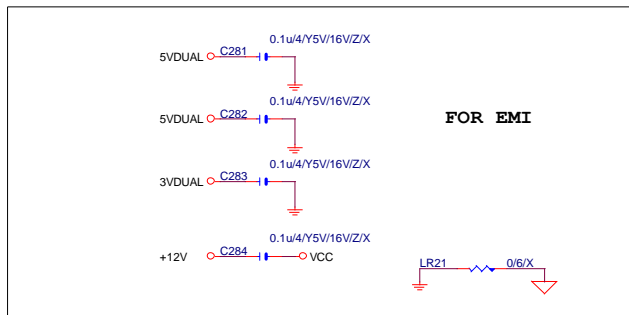 0.1u/4/Y5V/16V/Z/X
5VDUAL C281
0.1u/4/Y5V/16V/Z/X
5VDUAL C282
FOR EMI
0.1u/4/Y5V/16V/Z/X
3VDUAL C283
0.1u/4/Y5V/16V/Z/X
+12V C284 VCC
LR21 0/6/X